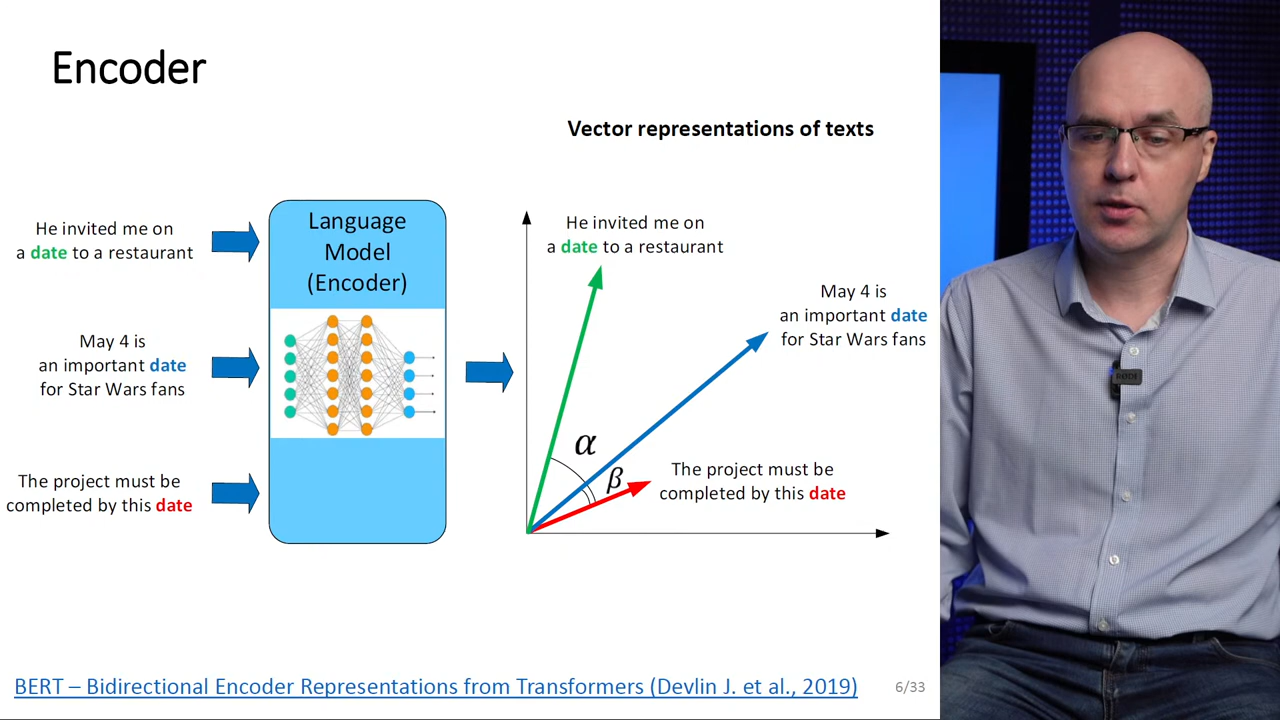 Encoder
Vector representations of texts
He invited me on
a date to a restaurant
May 4 is
an important date
for Star Wars fans
The project must be
completed by this date
Language
Model
(Encoder)
He invited me on
a date to a restaurant
May 4 is
an important date
for Star Wars fans
α
β
The project must be
completed by this date
RØDE
BERT – Bidirectional Encoder Representations from Transformers (Devlin J. et al., 2019)
6/33